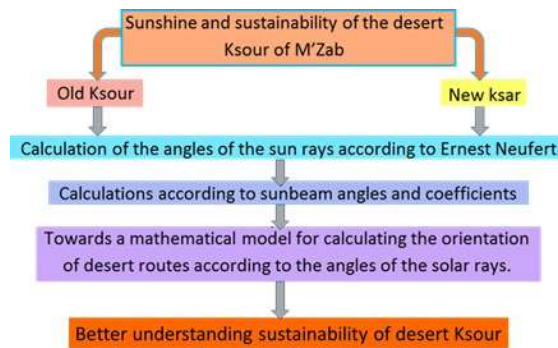 Sunshine and sustainability of the desert
Ksour of M'Zab
Old Ksour
New ksar
Calculation of the angles of the sun rays according to Ernest Neufert
Calculations according to sunbeam angles and coefficients
Towards a mathematical model for calculating the orientation
of desert routes according to the angles of the solar rays.
Better understanding sustainability of desert Ksour